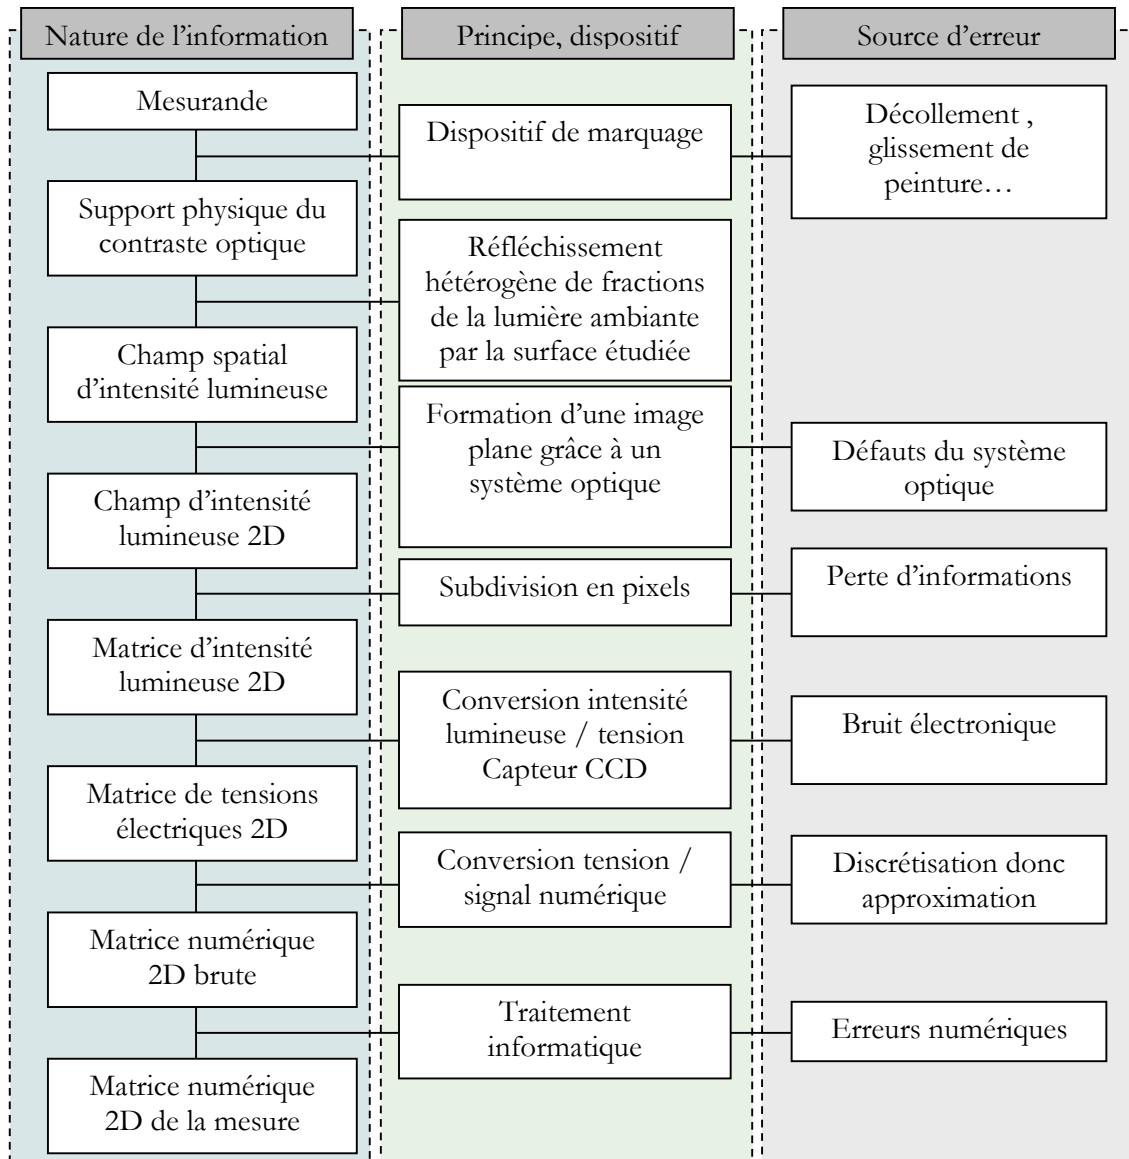 Nature de l'information
Principe, dispositif
Source d'erreur
Mesurande
Dispositif de marquage
Décollement ,
glissement de
peinture…
Support physique du
contraste optique
Réfléchissement
hétérogène de fractions
de la lumière ambiante
par la surface étudiée
Champ spatial
d'intensité lumineuse
Formation d'une image
plane grâce à un
système optique
Défauts du système
optique
Champ d'intensité
lumineuse 2D
Subdivision en pixels
Perte d'informations
Matrice d'intensité
lumineuse 2D
Conversion intensité
lumineuse / tension
Capteur CCD
Bruit électronique
Matrice de tensions
électriques 2D
Conversion tension /
signal numérique
Discrétisation donc
approximation
Matrice numérique
2D brute
Traitement
informatique
Erreurs numériques
Matrice numérique
2D de la mesure